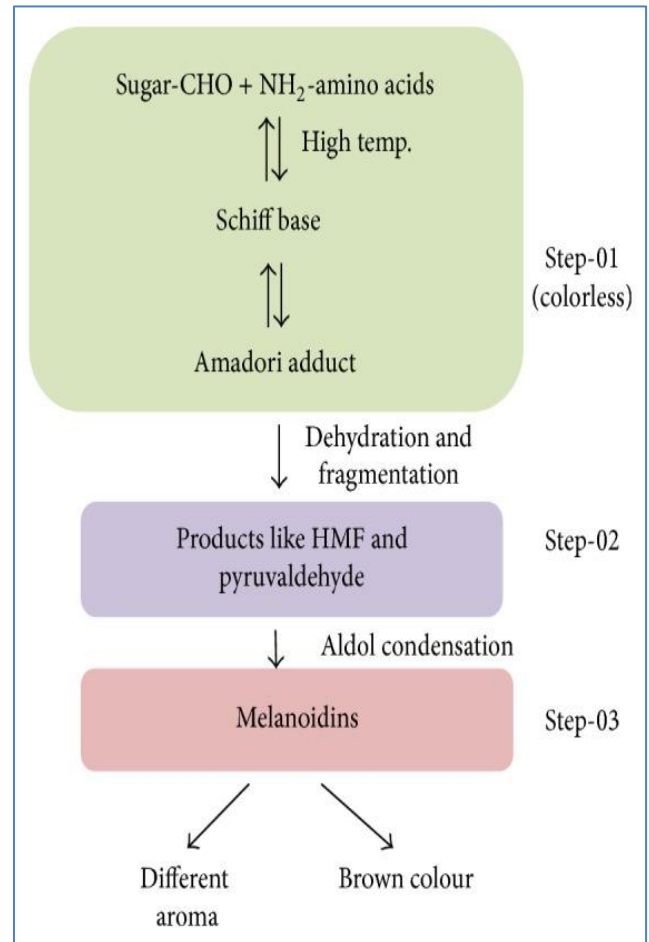 Sugar-CHO + NH₂-amino acids
High temp.
Schiff base
Amadori adduct
Step-01
(colorless)
Dehydration and
fragmentation
Products like HMF and
pyruvaldehyde
Step-02
Aldol condensation
Melanoidins
Step-03
Different
aroma
Brown colour